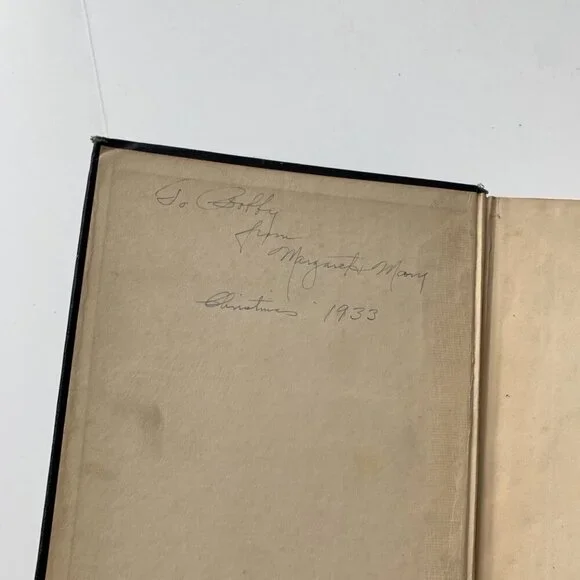 To Bobby
from
Margaret & Mary
Christmas 1933